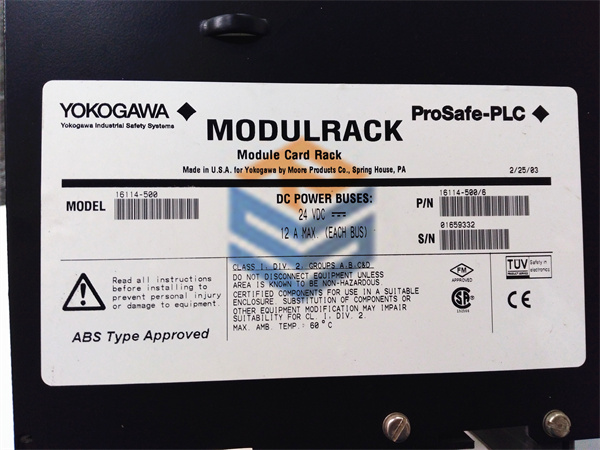 YOKOGAWA
Yokogawa Industrial Safety Systems
ProSafe-PLC
MODULRACK
Module Card Rack
Made in U.S.A. for Yokogawa by Moore Products Co., Spring House, PA
2/25/03
MODEL
16114-500
DC POWER BUSES:
24 VDC
12 A MAX. (EACH BUS)
P/N
16114-500/6
01659332
S/N
Read all instructions
before installing to
prevent personal injury
or damage to equipment.
ABS Type Approved
CLASS I, DIV. 2, GROUPS A,B,C&D
DO NOT DISCONNECT EQUIPMENT UNLESS
AREA IS KNOWN TO BE NON-HAZARDOUS
CERTIFIED COMPONENTS FOR USE IN A SUITABLE
ENCLOSURE. SUBSTITUTION OF COMPONENTS OR
OTHER EQUIPMENT MODIFICATION MAY IMPAIR
SUITABILITY FOR CL. I, DIV. 2.
MAX. AMB. TEMP.: 60°C
FM
APPROVED
TUV
Safety in
electronics
CE